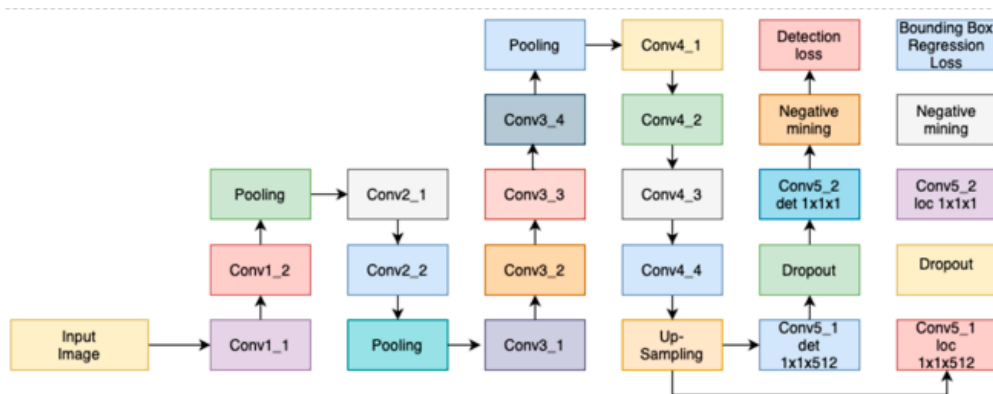 Input
Image
Conv1_1
Conv1_2
Pooling
Conv2_1
Conv2_2
Pooling
Conv3_1
Conv3_2
Conv3_3
Conv3_4
Pooling
Conv4_1
Conv4_2
Conv4_3
Conv4_4
Up-
Sampling
Conv5_1
det
1x1x512
Dropout
Conv5_2
det 1x1x1
Negative
mining
Detection
loss
Conv5_1
loc
1x1x512
Dropout
Conv5_2
loc 1x1x1
Negative
mining
Bounding Box
Regression
Loss